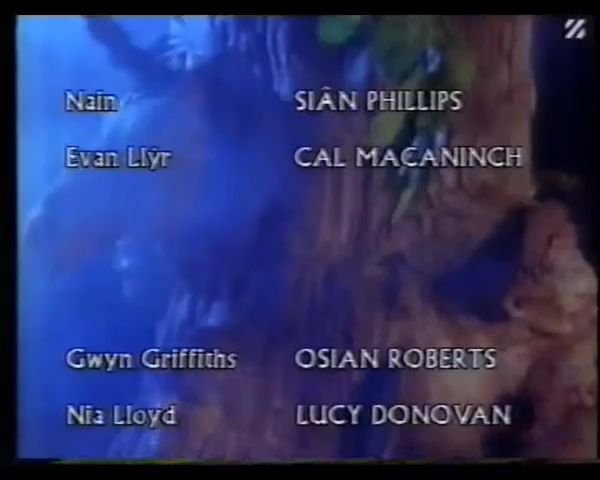 Nain SIÂN PHILLIPS
Evan Llŷr CAL MACANINCH
Gwyn Griffiths OSIAN ROBERTS
Nia Lloyd LUCY DONOVAN